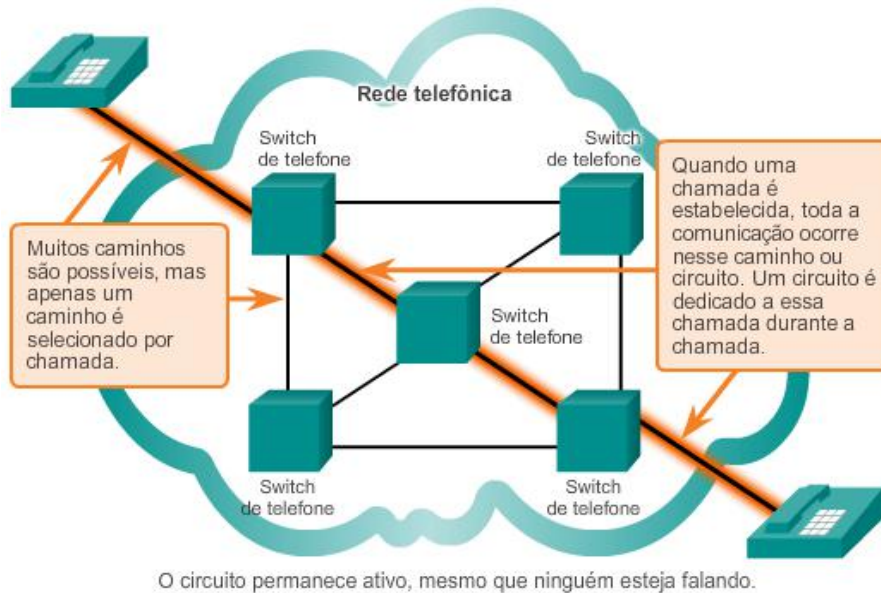 Rede telefônica
Switch
de telefone
Switch
de telefone
Quando uma
chamada é
estabelecida, toda a
comunicação ocorre
nesse caminho ou
circuito. Um circuito é
dedicado a essa
chamada durante a
chamada.
Muitos caminhos
são possíveis, mas
apenas um
caminho é
selecionado por
chamada.
Switch
de telefone
Switch
de telefone
Switch
de telefone
O circuito permanece ativo, mesmo que ninguém esteja falando.